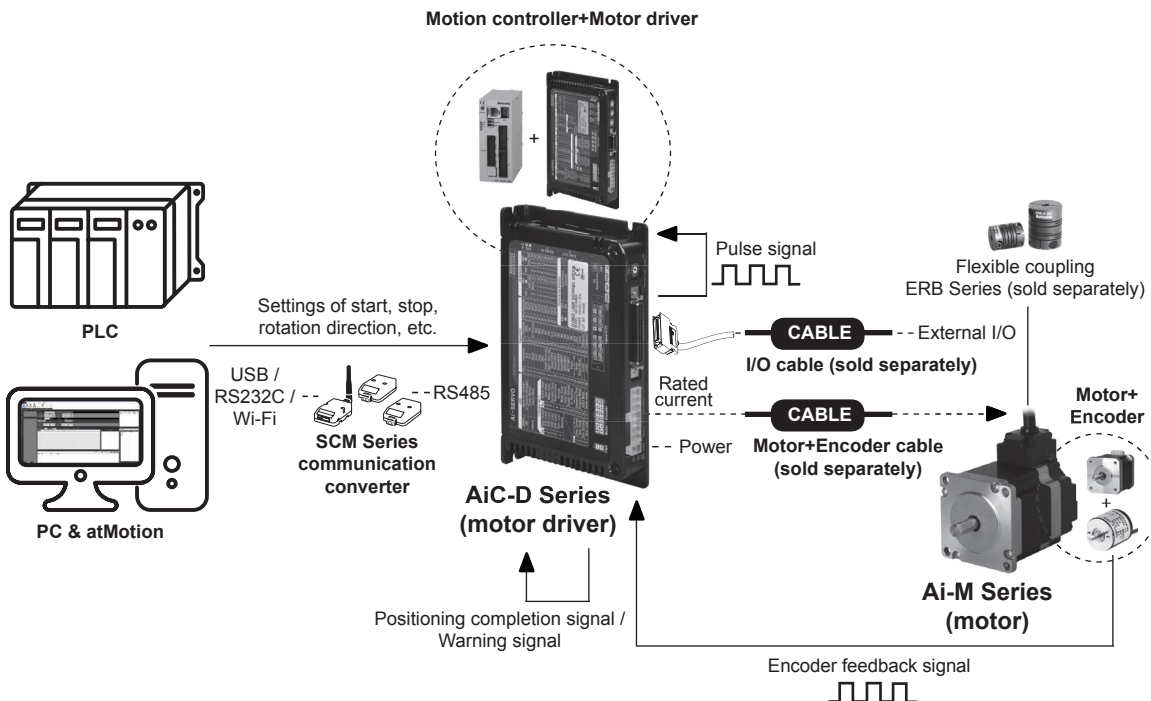 Motion controller+Motor driver
+
Pulse signal
Flexible coupling
ERB Series (sold separately)
PLC
Settings of start, stop,
rotation direction, etc.
CABLE
External I/O
I/O cable (sold separately)
USB /
RS232C /
Wi-Fi
RS485
SCM Series
communication
converter
Rated
current
CABLE
Motor+Encoder cable
(sold separately)
Power
Motor+
Encoder
+
PC & atMotion
AiC-D Series
(motor driver)
Ai-SERVO
Ai-M Series
(motor)
Positioning completion signal /
Warning signal
Encoder feedback signal